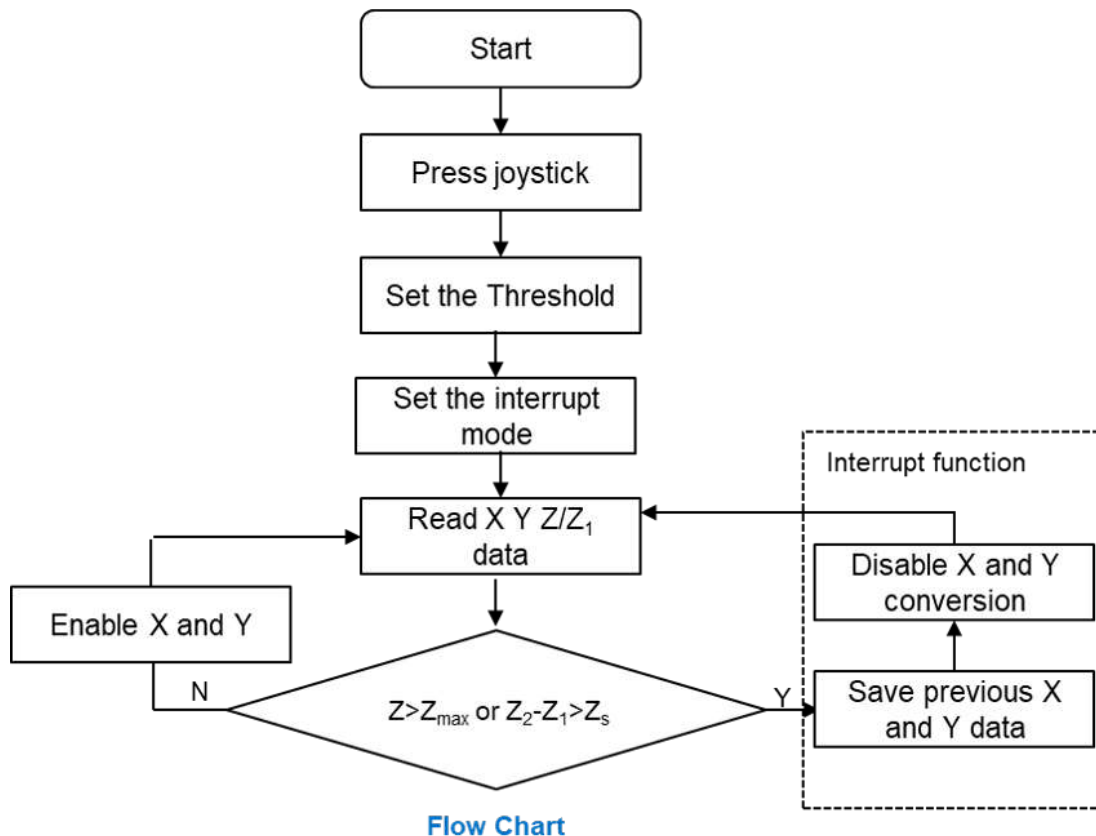 Start
Press joystick
Set the Threshold
Set the interrupt
mode
Interrupt function
Read X Y Z/Z₁
data
Disable X and Y
conversion
Enable X and Y
N
Z>Zₘₐₓ or Z₂-Z₁>Zₛ
Y
Save previous X
and Y data
Flow Chart